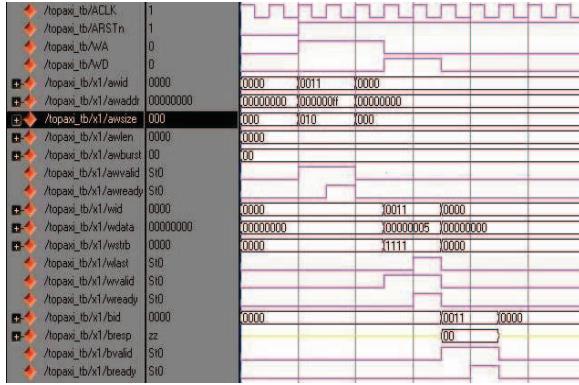 /topaxi_tb/ACLK 1
/topaxi_tb/ARSTn 1
/topaxi_tb/WA 0
/topaxi_tb/WD 0
/topaxi_tb/x1/awid 0000 0000 0011 0000
/topaxi_tb/x1/awaddr 00000000 00000000 000000ff 00000000
/topaxi_tb/x1/awsize 000 000 010 000
/topaxi_tb/x1/awlen 0000 0000
/topaxi_tb/x1/awburst 00 00
/topaxi_tb/x1/awvalid St0
/topaxi_tb/x1/awready St0
/topaxi_tb/x1/wid 0000 0000 0011 0000
/topaxi_tb/x1/wdata 00000000 00000000 00000005 00000000
/topaxi_tb/x1/wstrb 0000 0000 1111 0000
/topaxi_tb/x1/wlast St0
/topaxi_tb/x1/wvalid St0
/topaxi_tb/x1/wready St0
/topaxi_tb/x1/bid 0000 0000 0011 0000
/topaxi_tb/x1/bresp zz 00
/topaxi_tb/x1/bvalid St0
/topaxi_tb/x1/bready St0